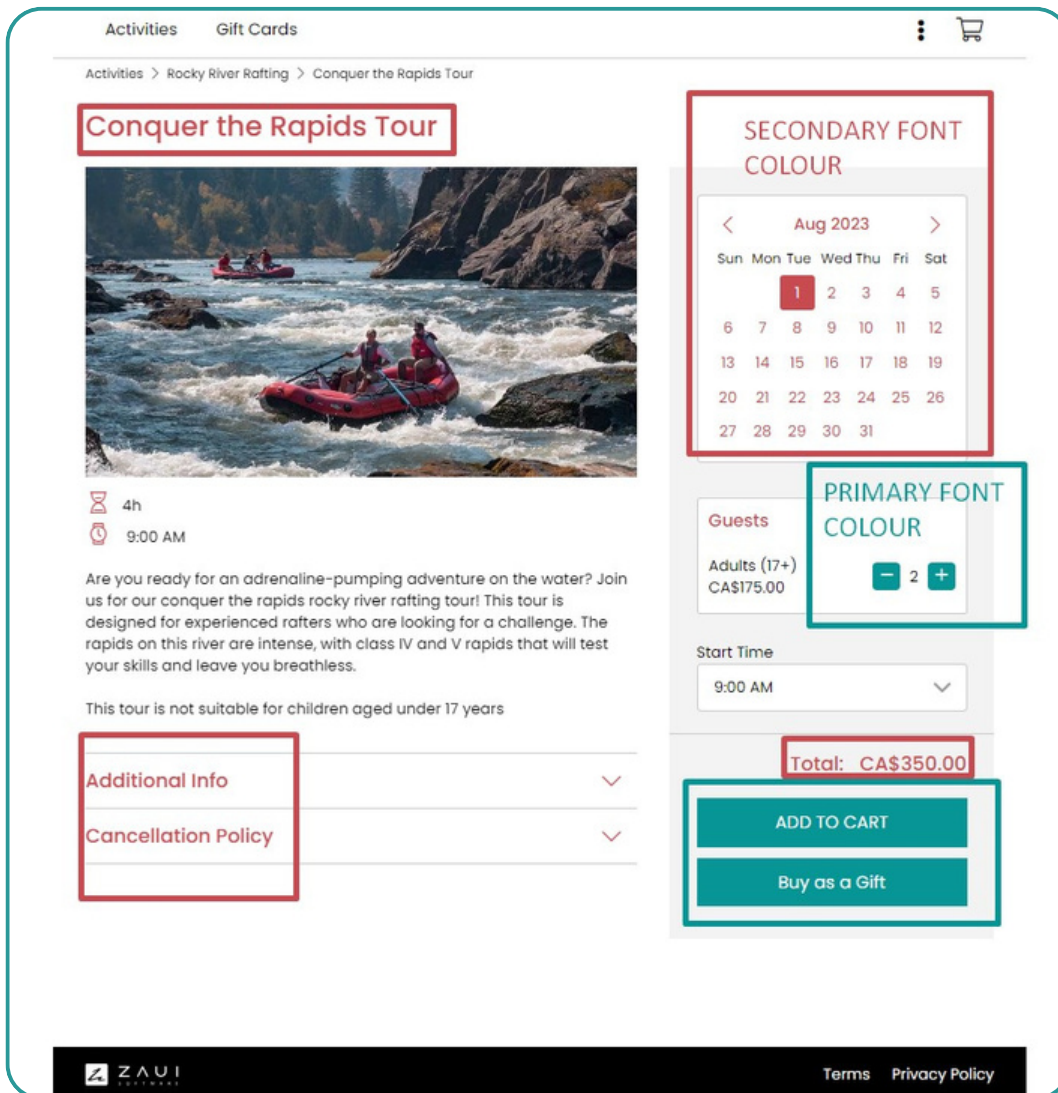 Activities Gift Cards
Activities > Rocky River Rafting > Conquer the Rapids Tour
Conquer the Rapids Tour
4h
9:00 AM
Are you ready for an adrenaline-pumping adventure on the water? Join
us for our conquer the rapids rocky river rafting tour! This tour is
designed for experienced rafters who are looking for a challenge. The
rapids on this river are intense, with class IV and V rapids that will test
your skills and leave you breathless.
This tour is not suitable for children aged under 17 years
Additional Info
Cancellation Policy
SECONDARY FONT
COLOUR
< Aug 2023 >
Sun Mon Tue Wed Thu Fri Sat
1 2 3 4 5
6 7 8 9 10 11 12
13 14 15 16 17 18 19
20 21 22 23 24 25 26
27 28 29 30 31
PRIMARY FONT
COLOUR
Guests
Adults (17+)
CA$175.00
− 2 +
Start Time
9:00 AM
Total: CA$350.00
ADD TO CART
Buy as a Gift
ZAUI
SOFTWARE
Terms Privacy Policy